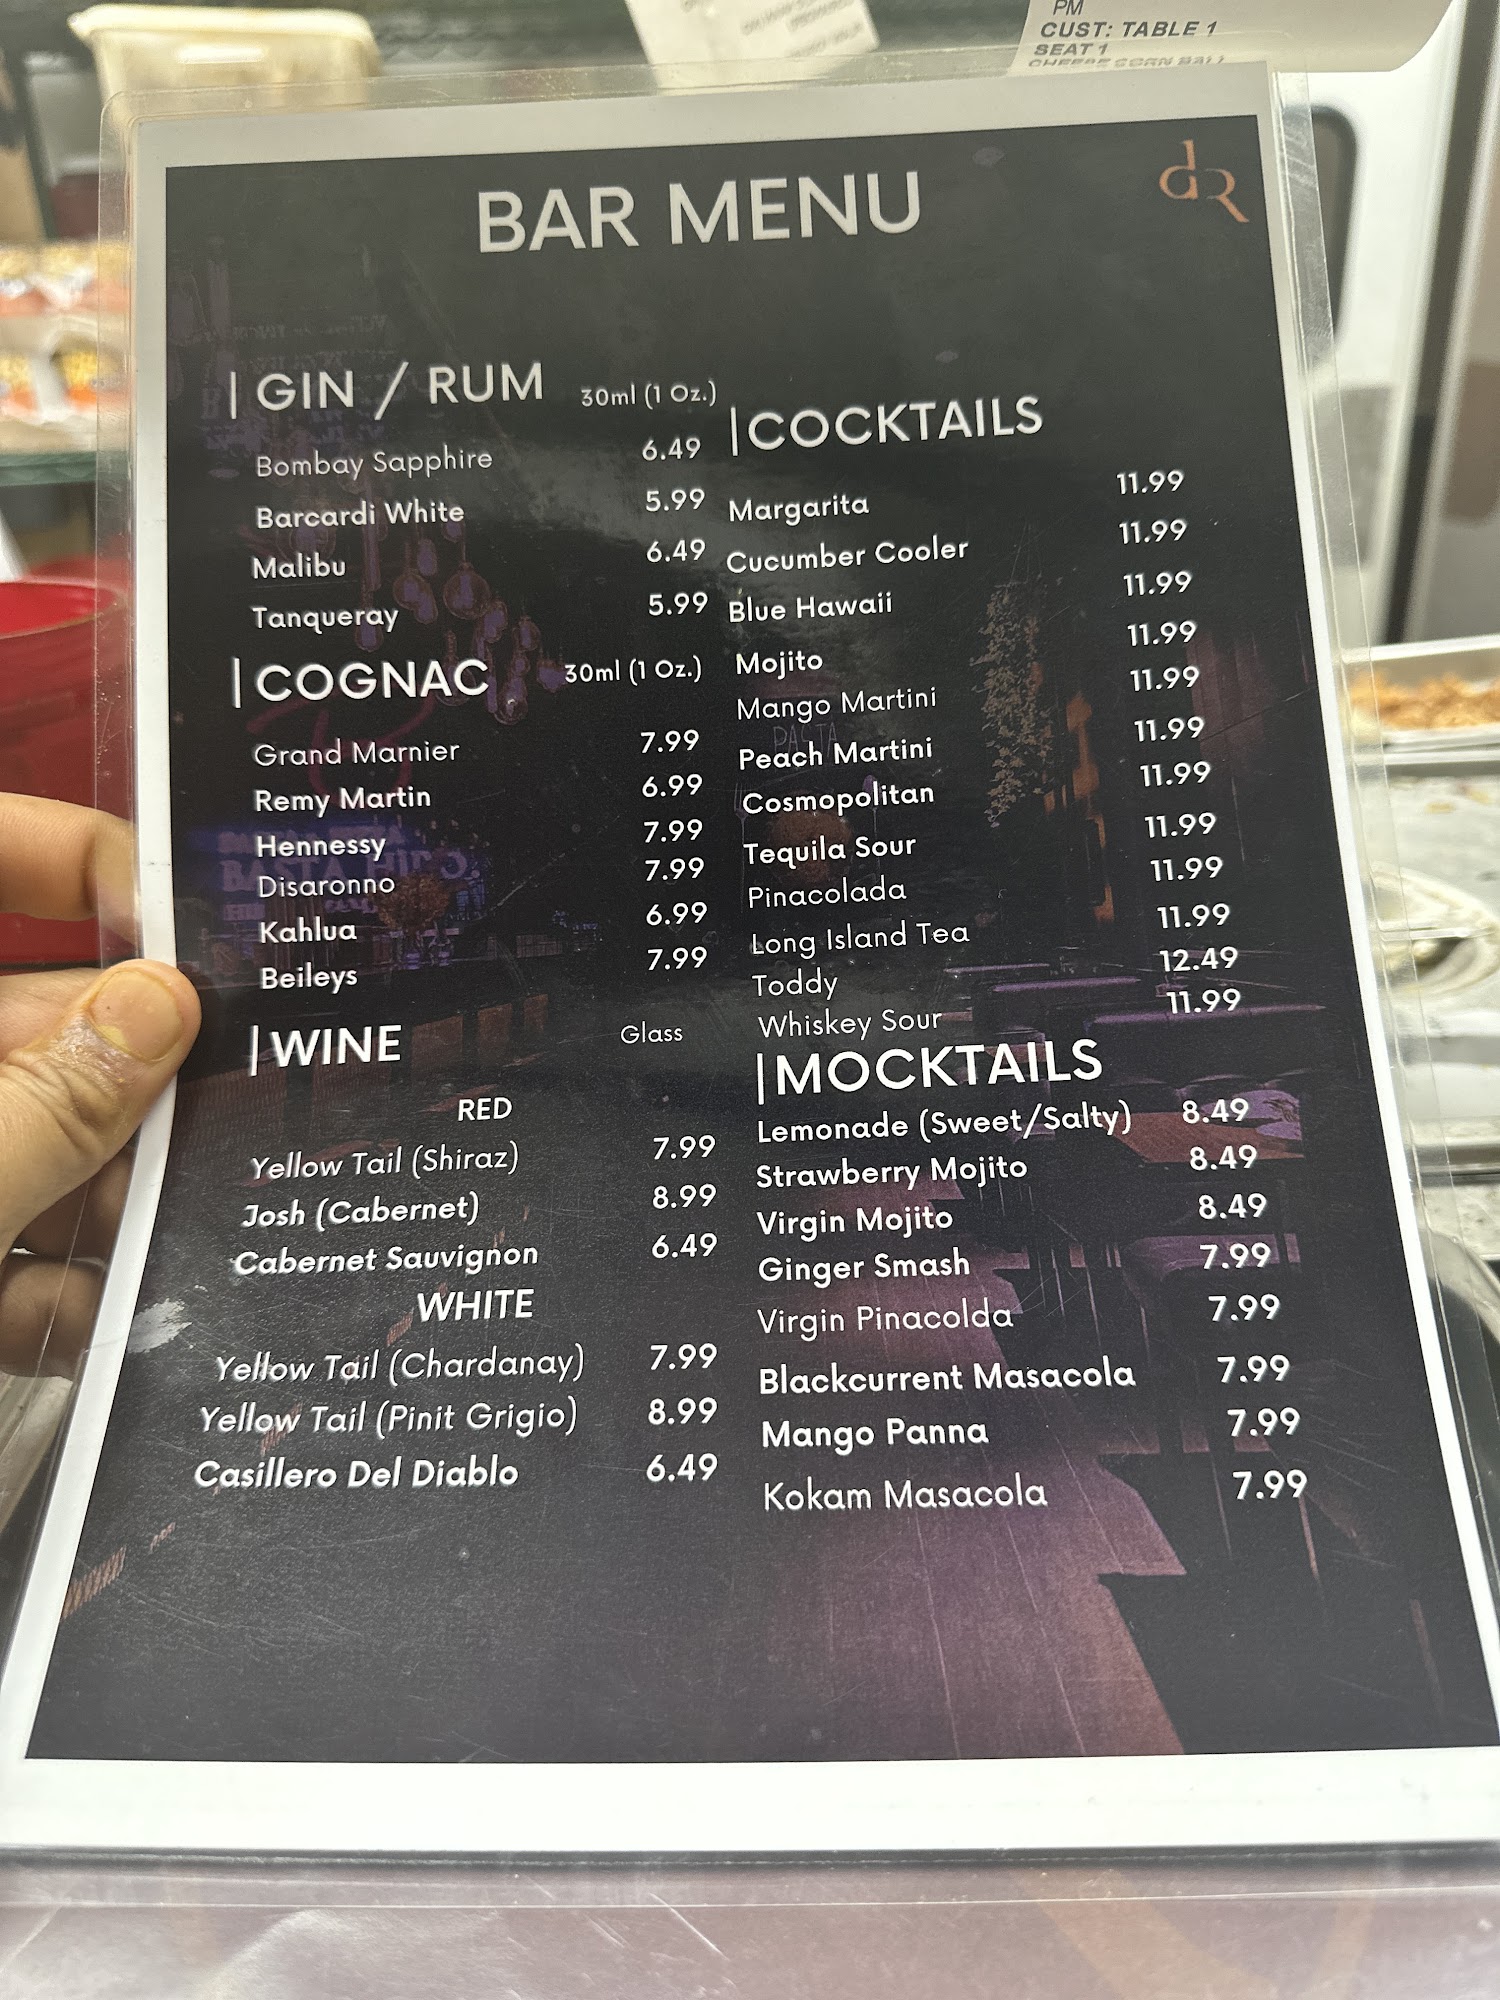 PM
CUST: TABLE 1
SEAT 1
CHEESE CORN BALL
dR
BAR MENU
| GIN / RUM 30ml (1 Oz.)
Bombay Sapphire 6.49
Barcardi White 5.99
Malibu 6.49
Tanqueray 5.99
| COGNAC 30ml (1 Oz.)
Grand Marnier 7.99
Remy Martin 6.99
Hennessy 7.99
Disaronno 7.99
Kahlua 6.99
Beileys 7.99
| WINE Glass
RED
Yellow Tail (Shiraz) 7.99
Josh (Cabernet) 8.99
Cabernet Sauvignon 6.49
WHITE
Yellow Tail (Chardanay) 7.99
Yellow Tail (Pinit Grigio) 8.99
Casillero Del Diablo 6.49
| COCKTAILS
Margarita 11.99
Cucumber Cooler 11.99
Blue Hawaii 11.99
Mojito 11.99
Mango Martini 11.99
Peach Martini 11.99
Cosmopolitan 11.99
Tequila Sour 11.99
Pinacolada 11.99
Long Island Tea 11.99
Toddy 12.49
Whiskey Sour 11.99
| MOCKTAILS
Lemonade (Sweet/Salty) 8.49
Strawberry Mojito 8.49
Virgin Mojito 8.49
Ginger Smash 7.99
Virgin Pinacolda 7.99
Blackcurrent Masacola 7.99
Mango Panna 7.99
Kokam Masacola 7.99
PASTA